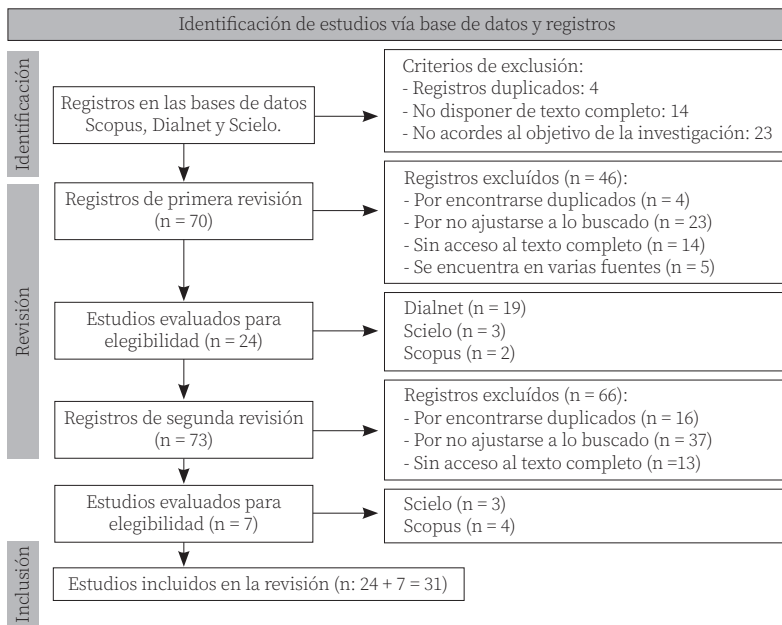 Identificación de estudios vía base de datos y registros
Identificación
Registros en las bases de datos
Scopus, Dialnet y Scielo.
Criterios de exclusión:
- Registros duplicados: 4
- No disponer de texto completo: 14
- No acordes al objetivo de la investigación: 23
Revisión
Registros de primera revisión
(n = 70)
Registros excluídos (n = 46):
- Por encontrarse duplicados (n = 4)
- Por no ajustarse a lo buscado (n = 23)
- Sin acceso al texto completo (n = 14)
- Se encuentra en varias fuentes (n = 5)
Estudios evaluados para
elegibilidad (n = 24)
Dialnet (n = 19)
Scielo (n = 3)
Scopus (n = 2)
Registros de segunda revisión
(n = 73)
Registros excluídos (n = 66):
- Por encontrarse duplicados (n = 16)
- Por no ajustarse a lo buscado (n = 37)
- Sin acceso al texto completo (n =13)
Estudios evaluados para
elegibilidad (n = 7)
Scielo (n = 3)
Scopus (n = 4)
Inclusión
Estudios incluidos en la revisión (n: 24 + 7 = 31)